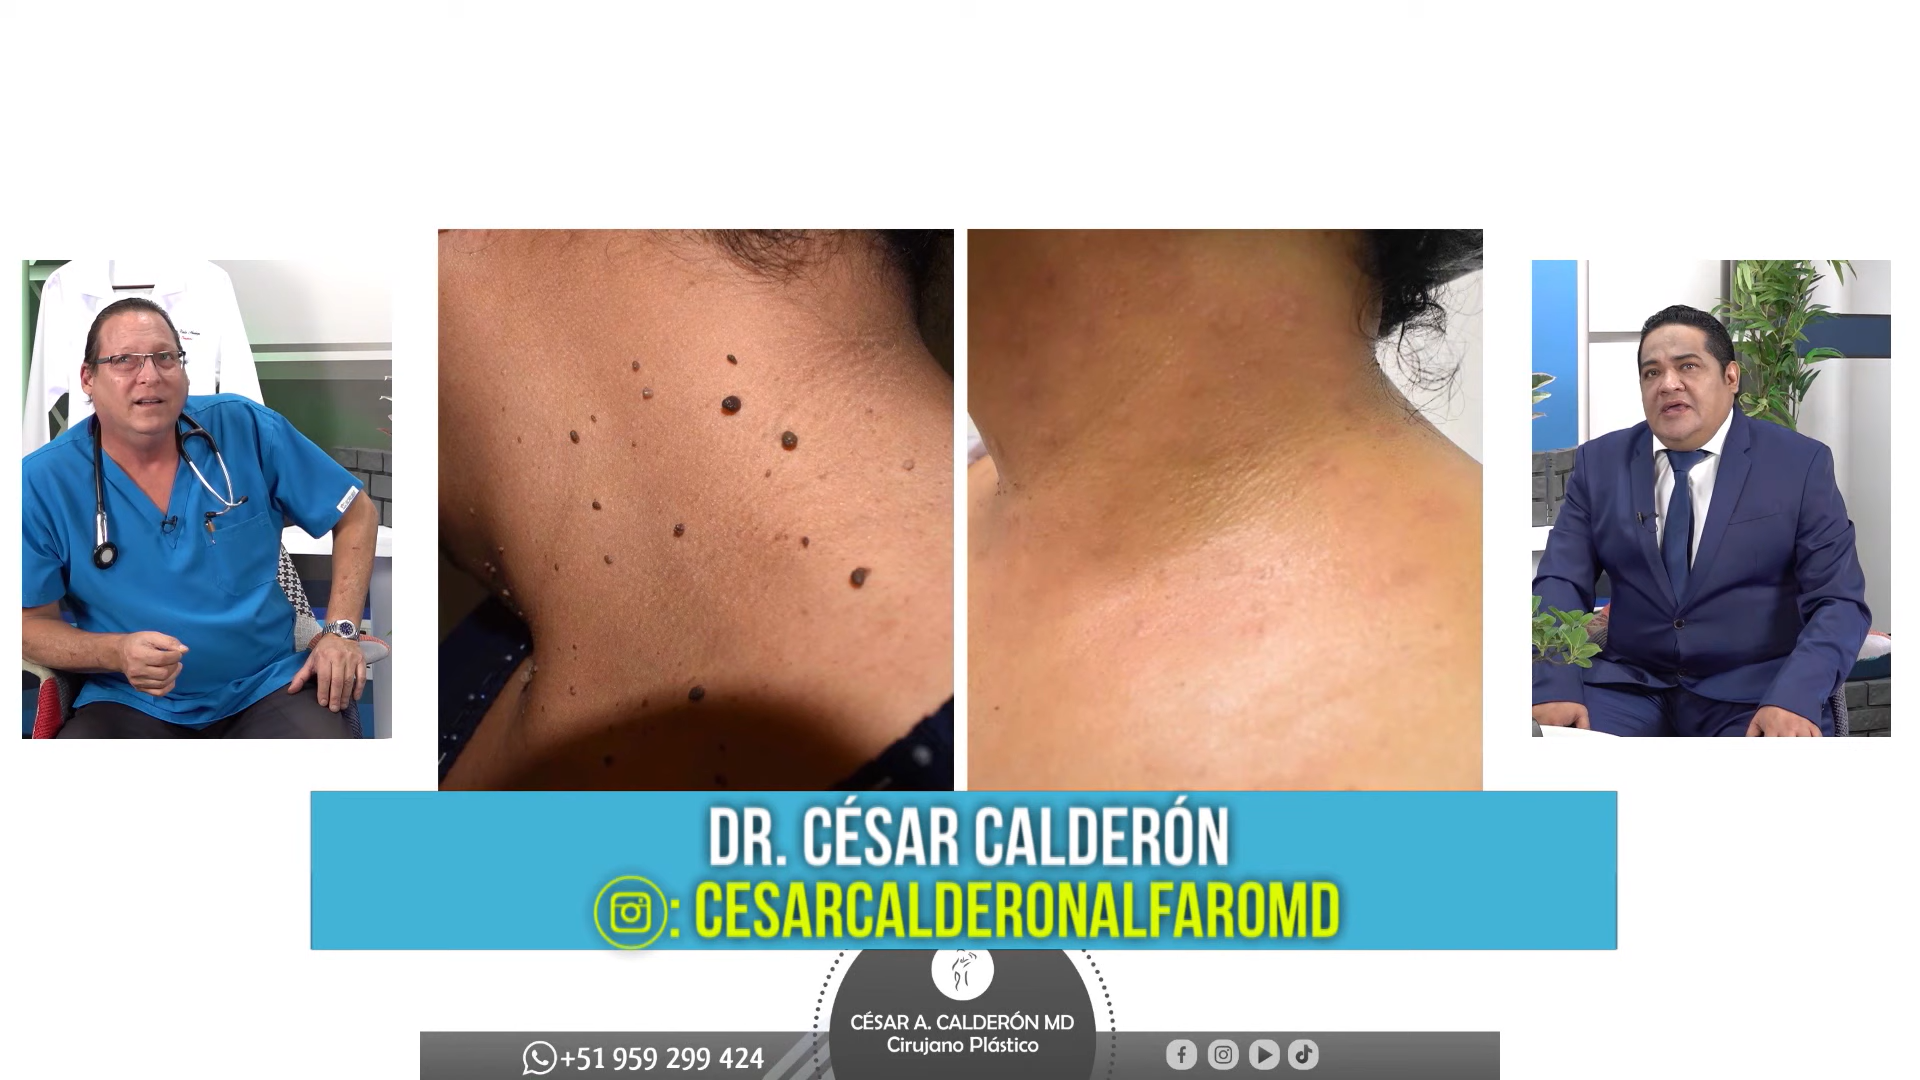 DR. CÉSAR CALDERÓN
: CESARCALDERONALFAROMD
CÉSAR A. CALDERÓN MD
Cirujano Plástico
+51 959 299 424